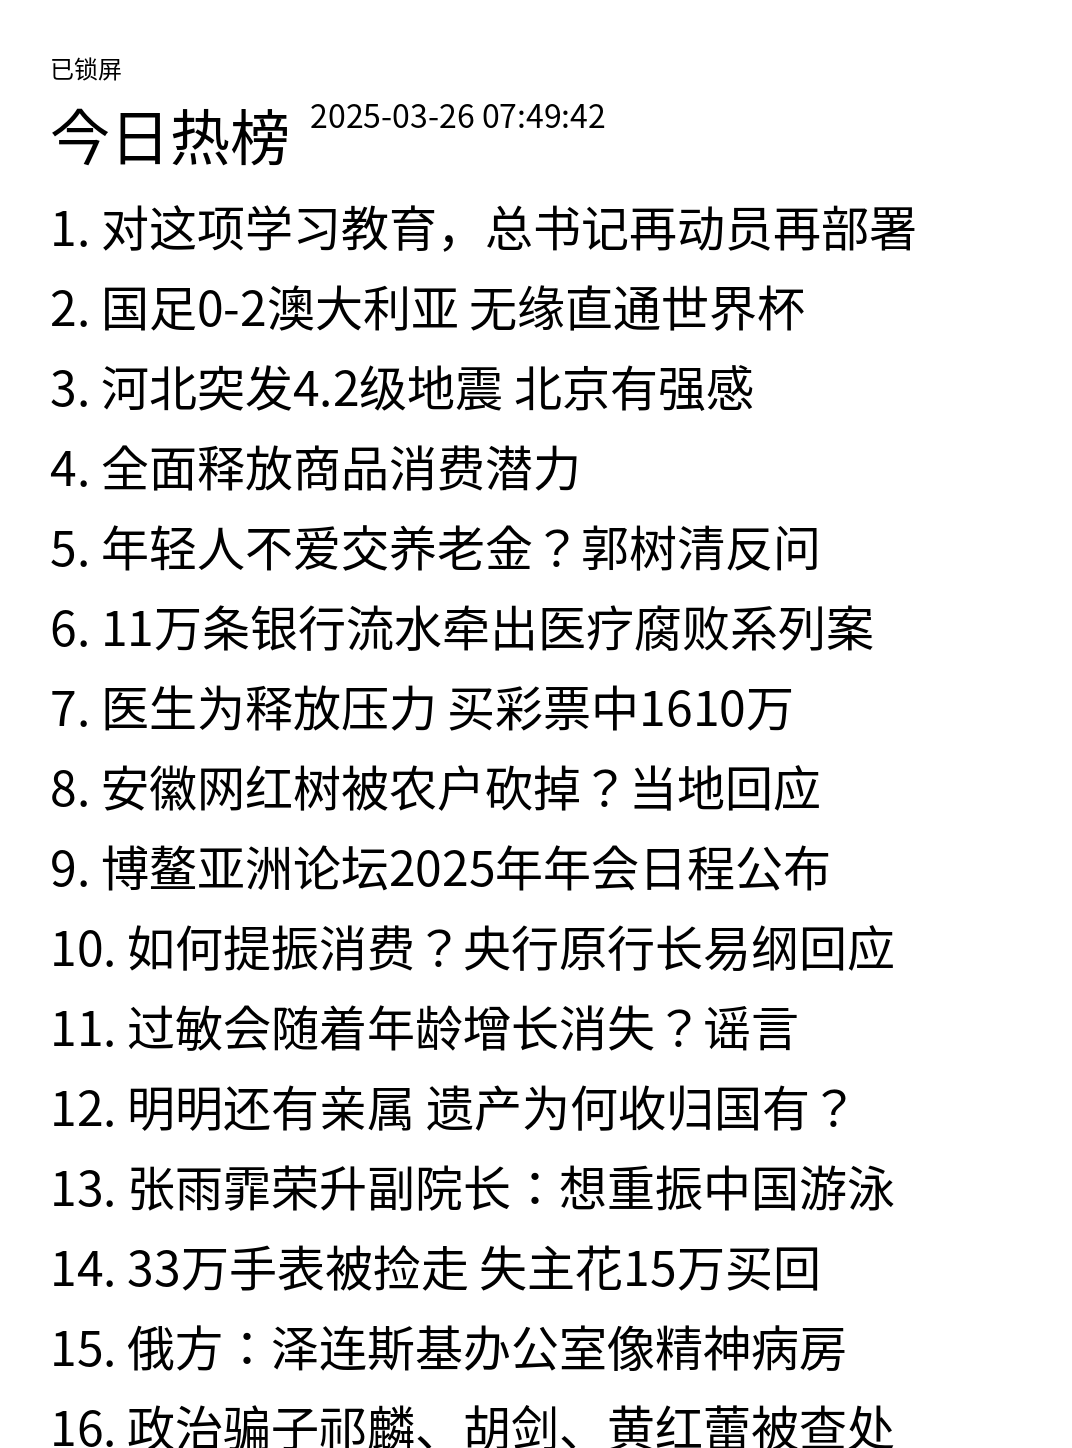 已锁屏
今日热榜 2025-03-26 07:49:42
1. 对这项学习教育，总书记再动员再部署
2. 国足0-2澳大利亚 无缘直通世界杯
3. 河北突发4.2级地震 北京有强感
4. 全面释放商品消费潜力
5. 年轻人不爱交养老金？郭树清反问
6. 11万条银行流水牵出医疗腐败系列案
7. 医生为释放压力 买彩票中1610万
8. 安徽网红树被农户砍掉？当地回应
9. 博鳌亚洲论坛2025年年会日程公布
10. 如何提振消费？央行原行长易纲回应
11. 过敏会随着年龄增长消失？谣言
12. 明明还有亲属 遗产为何收归国有？
13. 张雨霏荣升副院长：想重振中国游泳
14. 33万手表被捡走 失主花15万买回
15. 俄方：泽连斯基办公室像精神病房
16. 政治骗子祁麟、胡剑、黄红蕾被查处